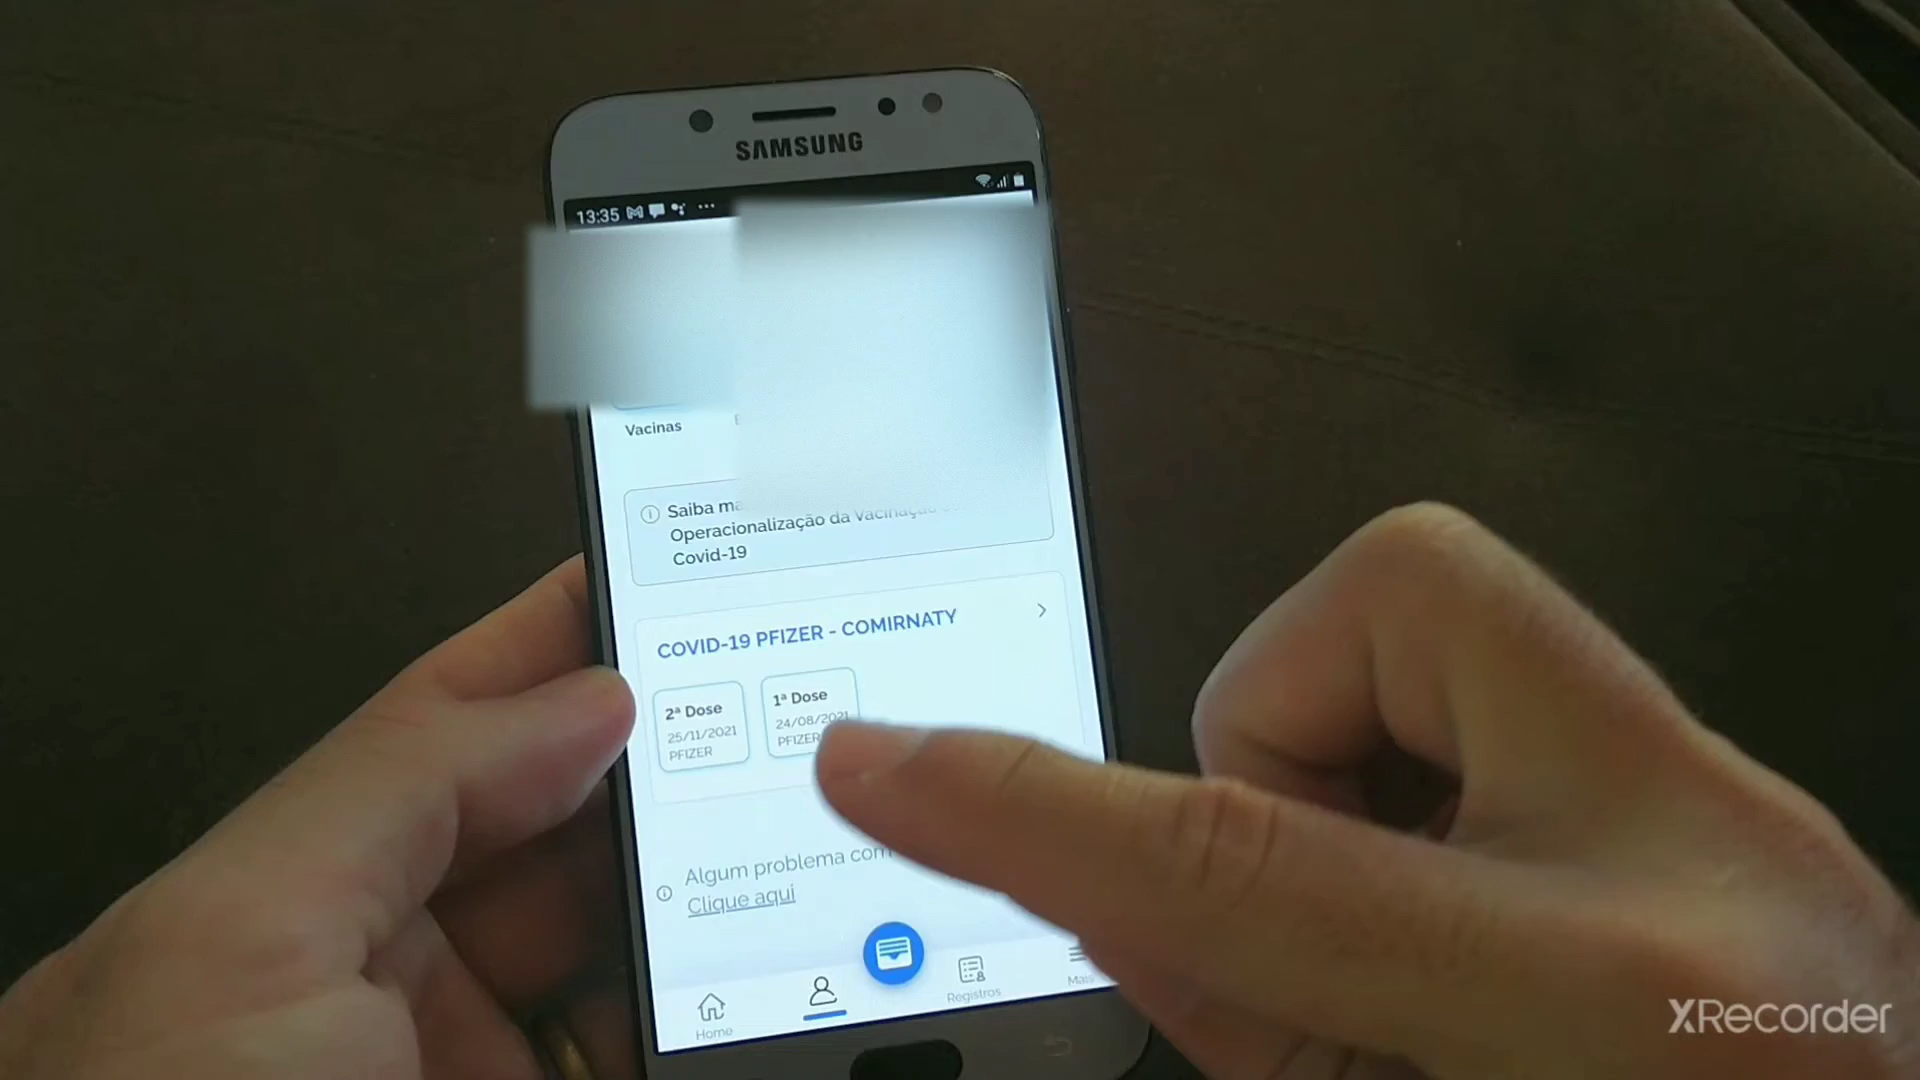 SAMSUNG
13:35
Vacinas
Saiba
Operacionalização da Vacinação
Covid-19
COVID-19 PFIZER - COMIRNATY
2ª Dose
25/11/2021
PFIZER
1ª Dose
24/08/2021
PFIZER
Algum problema com
Clique aqui
Home
Registros
Mais
XRecorder